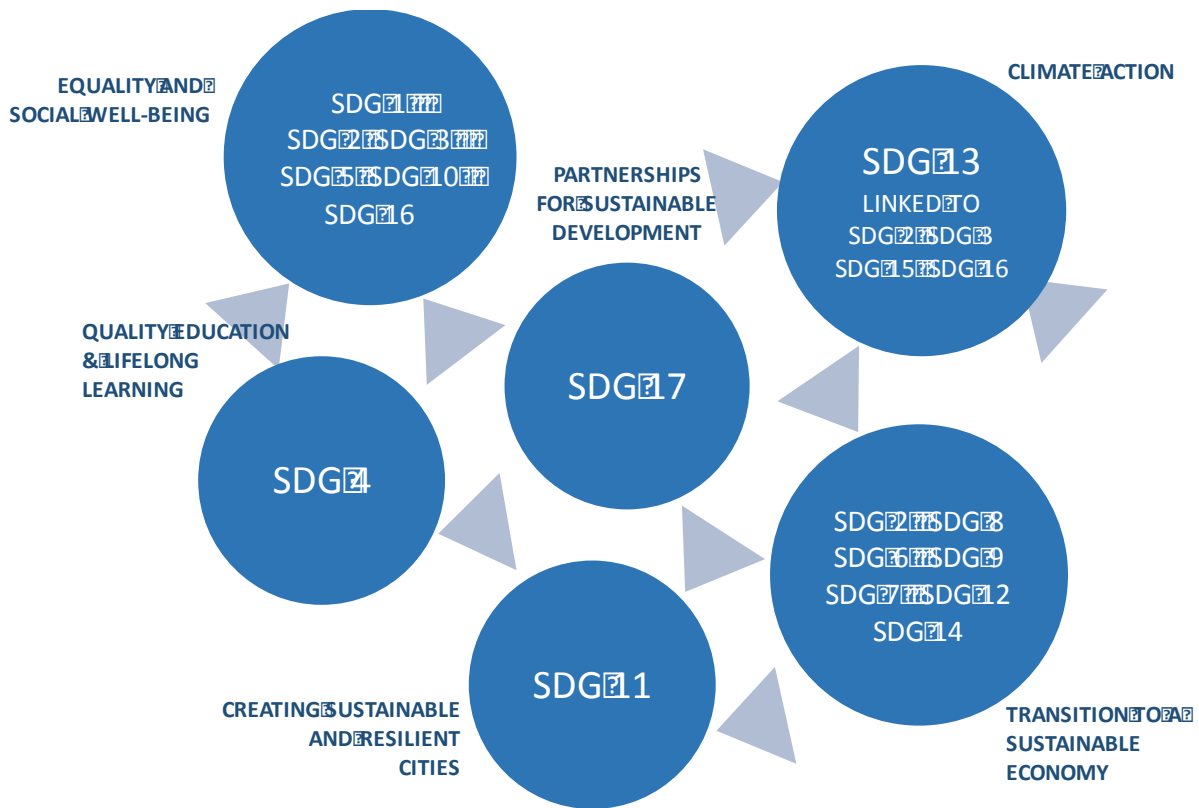 EQUALITY AND
SOCIAL WELL-BEING
SDG 1
SDG 2 SDG 3
SDG 5 SDG 10
SDG 16
PARTNERSHIPS
FOR SUSTAINABLE
DEVELOPMENT
CLIMATE ACTION
SDG 13
LINKED TO
SDG 2 SDG 3
SDG 15 SDG 16
QUALITY EDUCATION
& LIFELONG
LEARNING
SDG 17
SDG 4
SDG 2 SDG 8
SDG 6 SDG 9
SDG 7 SDG 12
SDG 14
SDG 11
CREATING SUSTAINABLE
AND RESILIENT
CITIES
TRANSITION TO A
SUSTAINABLE
ECONOMY